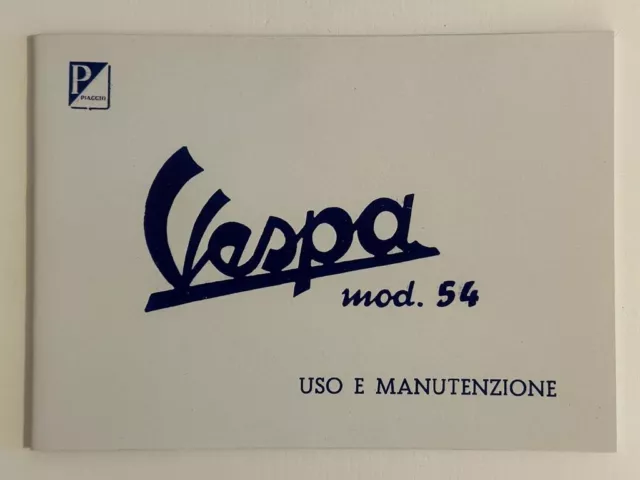 P
PIAGGIO
Vespa
mod. 54
USO E MANUTENZIONE